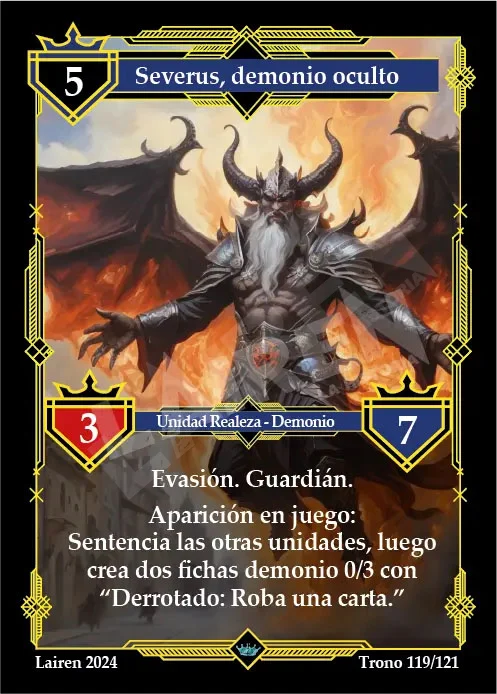 5
Severus, demonio oculto
3
Unidad Realeza - Demonio
7
Evasión. Guardián.
Aparición en juego:
Sentencia las otras unidades, luego
crea dos fichas demonio 0/3 con
“Derrotado: Roba una carta.”
Lairen 2024
Trono 119/121